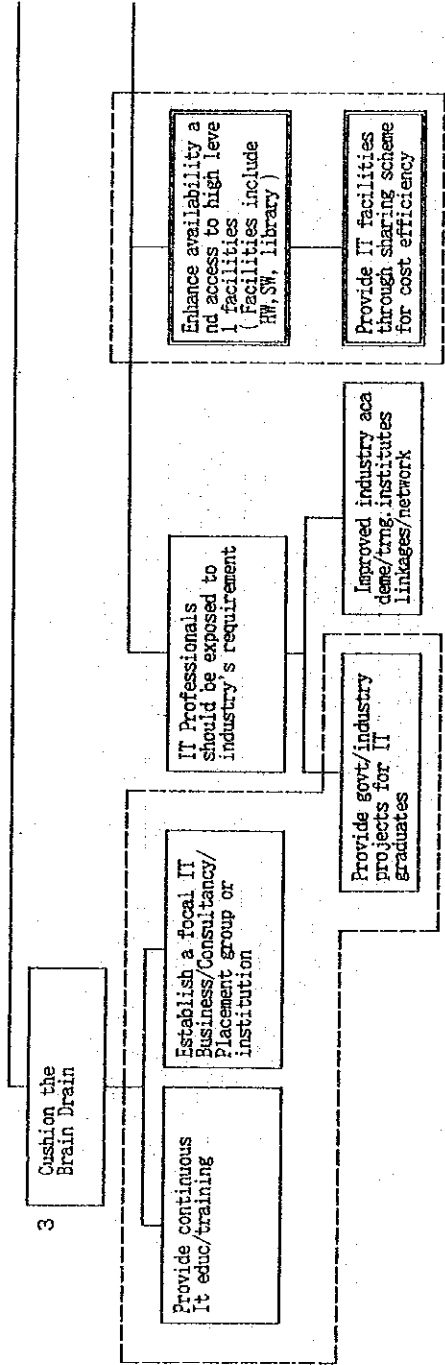 3
Cushion the
Brain Drain
Provide continuous
It educ/training
Establish a focal IT
Business/Consultancy/
Placement group or
institution
IT Professionals
should be exposed to
industry's requirement
Provide govt/industry
projects for IT
graduates
Improved industry aca
deme/trng.institutes
linkages/network
Enhance availability a
nd access to high leve
l facilities
( Facilities include
HW,SW, library )
Provide IT facilities
through sharing scheme
for cost efficiency